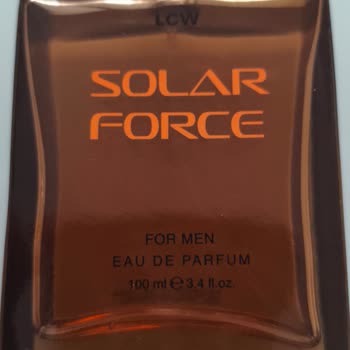 LCW
SOLAR
FORCE
FOR MEN
EAU DE PARFUM
100 ml ℮ 3.4 fl.oz.